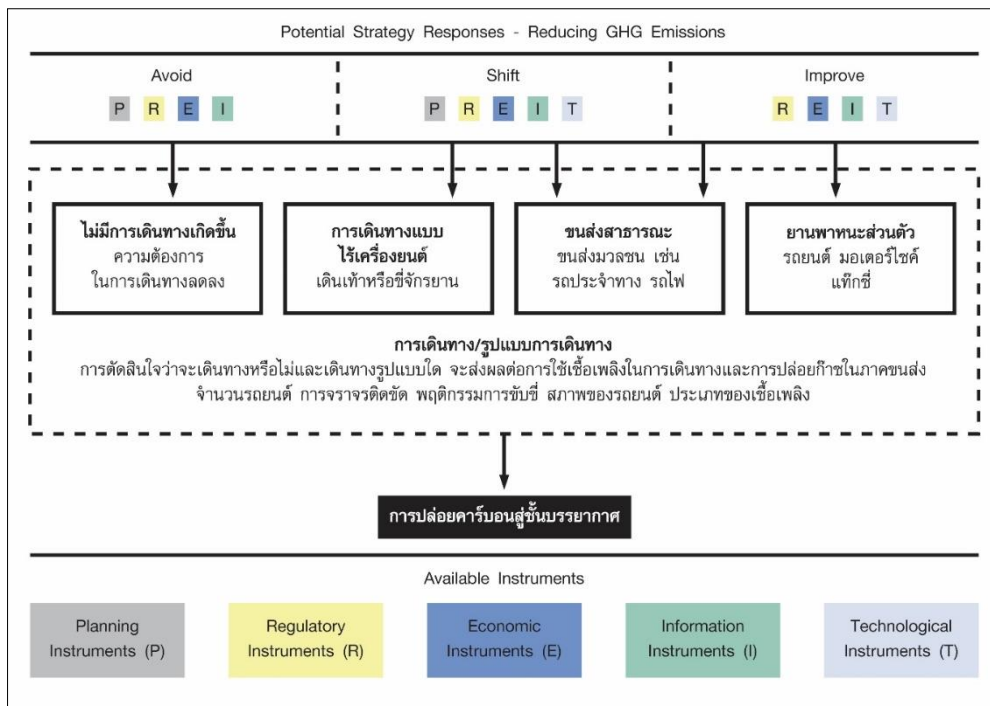 Potential Strategy Responses - Reducing GHG Emissions
Avoid
P R E I
Shift
P R E I T
Improve
R E I T
ไม่มีการเดินทางเกิดขึ้น
ความต้องการ
ในการเดินทางลดลง
การเดินทางแบบ
ไร้เครื่องยนต์
เดินเท้าหรือขี่จักรยาน
ขนส่งสาธารณะ
ขนส่งมวลชน เช่น
รถประจำทาง รถไฟ
ยานพาหนะส่วนตัว
รถยนต์ มอเตอร์ไซค์
แท๊กซี่
การเดินทาง/รูปแบบการเดินทาง
การตัดสินใจว่าจะเดินทางหรือไม่และเดินทางรูปแบบใด จะส่งผลต่อการใช้เชื้อเพลิงในการเดินทางและการปล่อยก๊าซในภาคขนส่ง
จำนวนรถยนต์ การจราจรติดขัด พฤติกรรมการขับขี่ สภาพของรถยนต์ ประเภทของเชื้อเพลิง
การปล่อยคาร์บอนสู่ชั้นบรรยากาศ
Available Instruments
Planning
Instruments (P)
Regulatory
Instruments (R)
Economic
Instruments (E)
Information
Instruments (I)
Technological
Instruments (T)